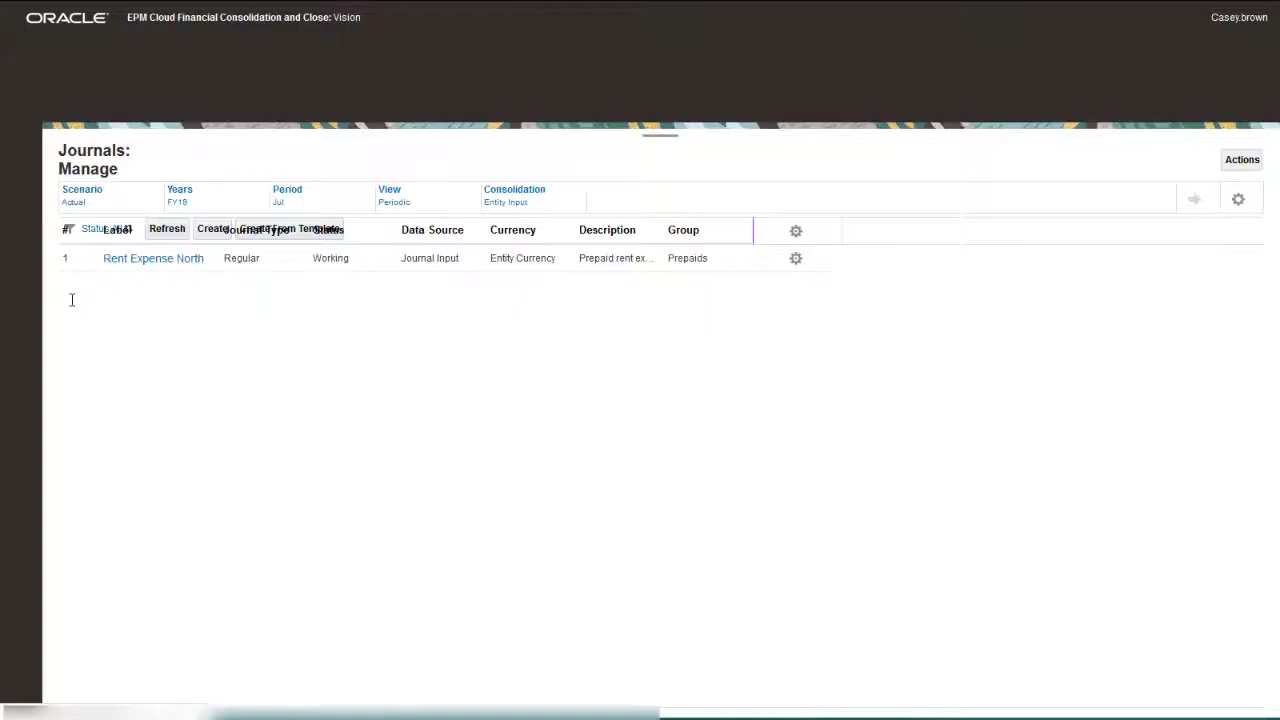 ORACLE EPM Cloud Financial Consolidation and Close: Vision Casey.brown
Journals:
Manage
Actions
Scenario Years Period View Consolidation
Actual FY19 Jul Periodic Entity Input
Refresh Create Create From Template
# Label Journal Type Status Data Source Currency Description Group
1 Rent Expense North Regular Working Journal Input Entity Currency Prepaid rent ex... Prepaids